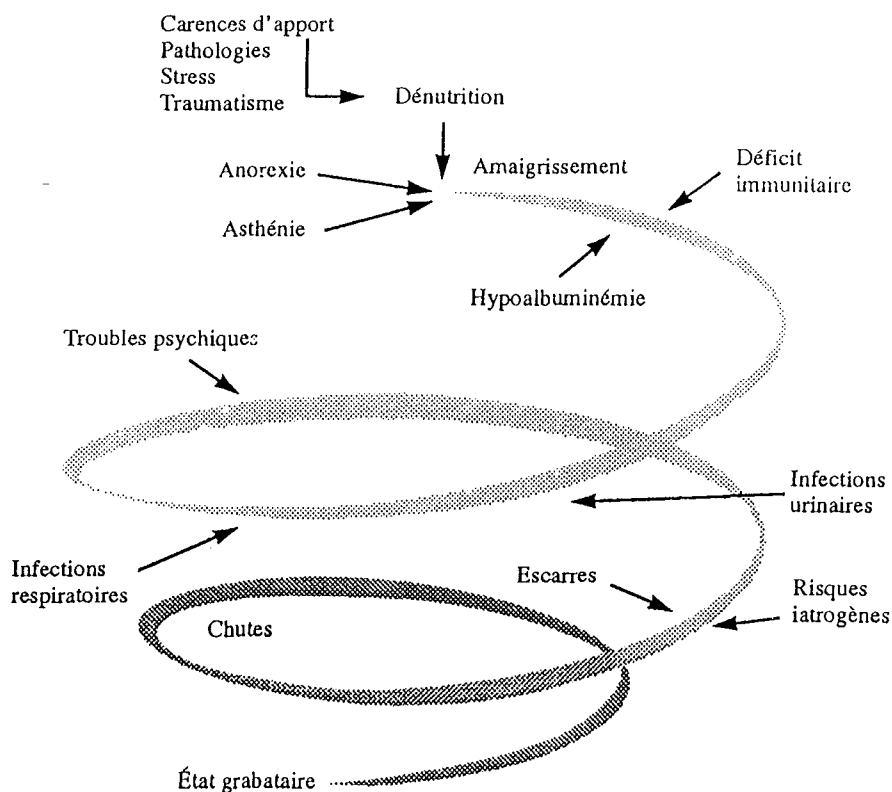 Carences d'apport
Pathologies
Stress
Traumatisme
Dénutrition
Anorexie
Amaigrissement
Déficit
immunitaire
Asthénie
Hypoalbuminémie
Troubles psychiques
Infections
urinaires
Infections
respiratoires
Escarres
Risques
iatrogènes
Chutes
État grabataire